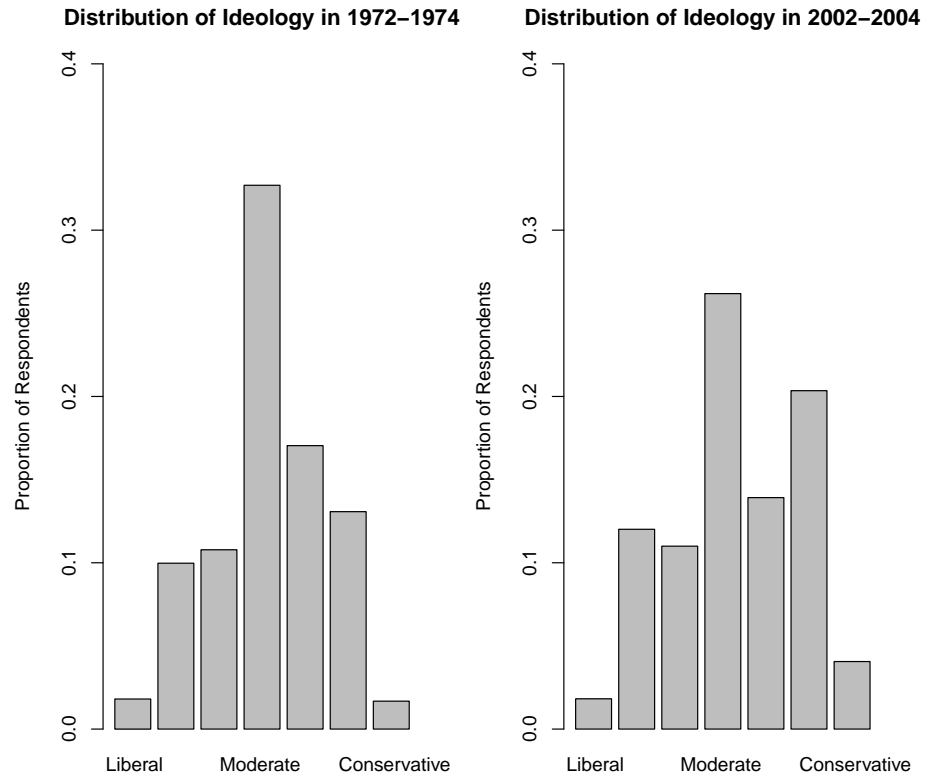 Distribution of Ideology in 1972−1974
Proportion of Respondents
0.4
0.3
0.2
0.1
0.0
Liberal Moderate Conservative
Distribution of Ideology in 2002−2004
Proportion of Respondents
0.4
0.3
0.2
0.1
0.0
Liberal Moderate Conservative